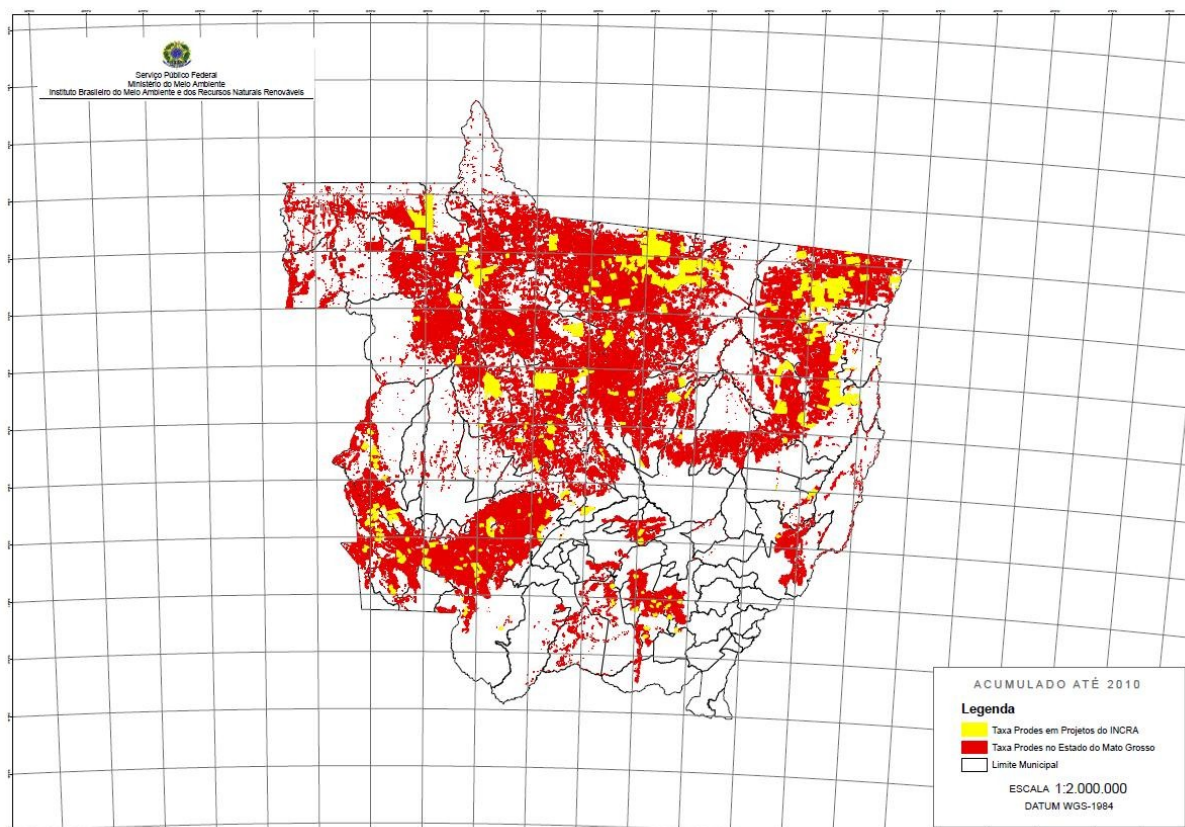 Serviço Público Federal
Ministério do Meio Ambiente
Instituto Brasileiro do Meio Ambiente e dos Recursos Naturais Renováveis
ACUMULADO ATÉ 2010
Legenda
Taxa Prodes em Projetos do INCRA
Taxa Prodes no Estado do Mato Grosso
Limite Municipal
ESCALA 1:2.000.000
DATUM WGS-1984